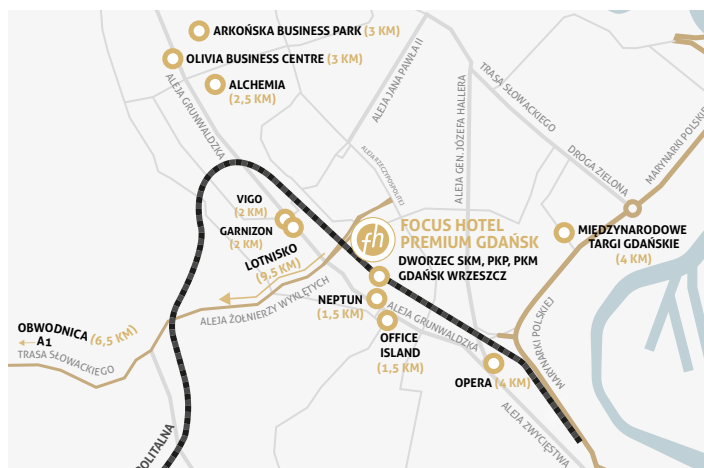 ARKOŃSKA BUSINESS PARK (3 KM)
OLIVIA BUSINESS CENTRE (3 KM)
ALCHEMIA
(2,5 KM)
ALEJA GRUNWALDZKA
ALEJA JANA PAWŁA II
ALEJA GEN. JÓZEFA HALLERA
TRASA SŁOWACKIEGO
DROGA ZIELONA
MARYNARKI POLSKIEJ
ALEJA RZECZPOSPOLITEJ
VIGO
(2 KM)
GARNIZON
(2 KM)
LOTNISKO
(9,5 KM)
fh
FOCUS HOTEL
PREMIUM GDAŃSK
DWORZEC SKM, PKP, PKM
GDAŃSK WRZESZCZ
MIĘDZYNARODOWE
TARGI GDAŃSKIE
(4 KM)
NEPTUN
(1,5 KM)
ALEJA ŻOŁNIERZY WYKLĘTYCH
ALEJA GRUNWALDZKA
MARYNARKI POLSKIEJ
OBWODNICA (6,5 KM)
A1
TRASA SŁOWACKIEGO
OFFICE
ISLAND
(1,5 KM)
OPERA (4 KM)
ALEJA ZWYCIĘSTWA
POLITALNA